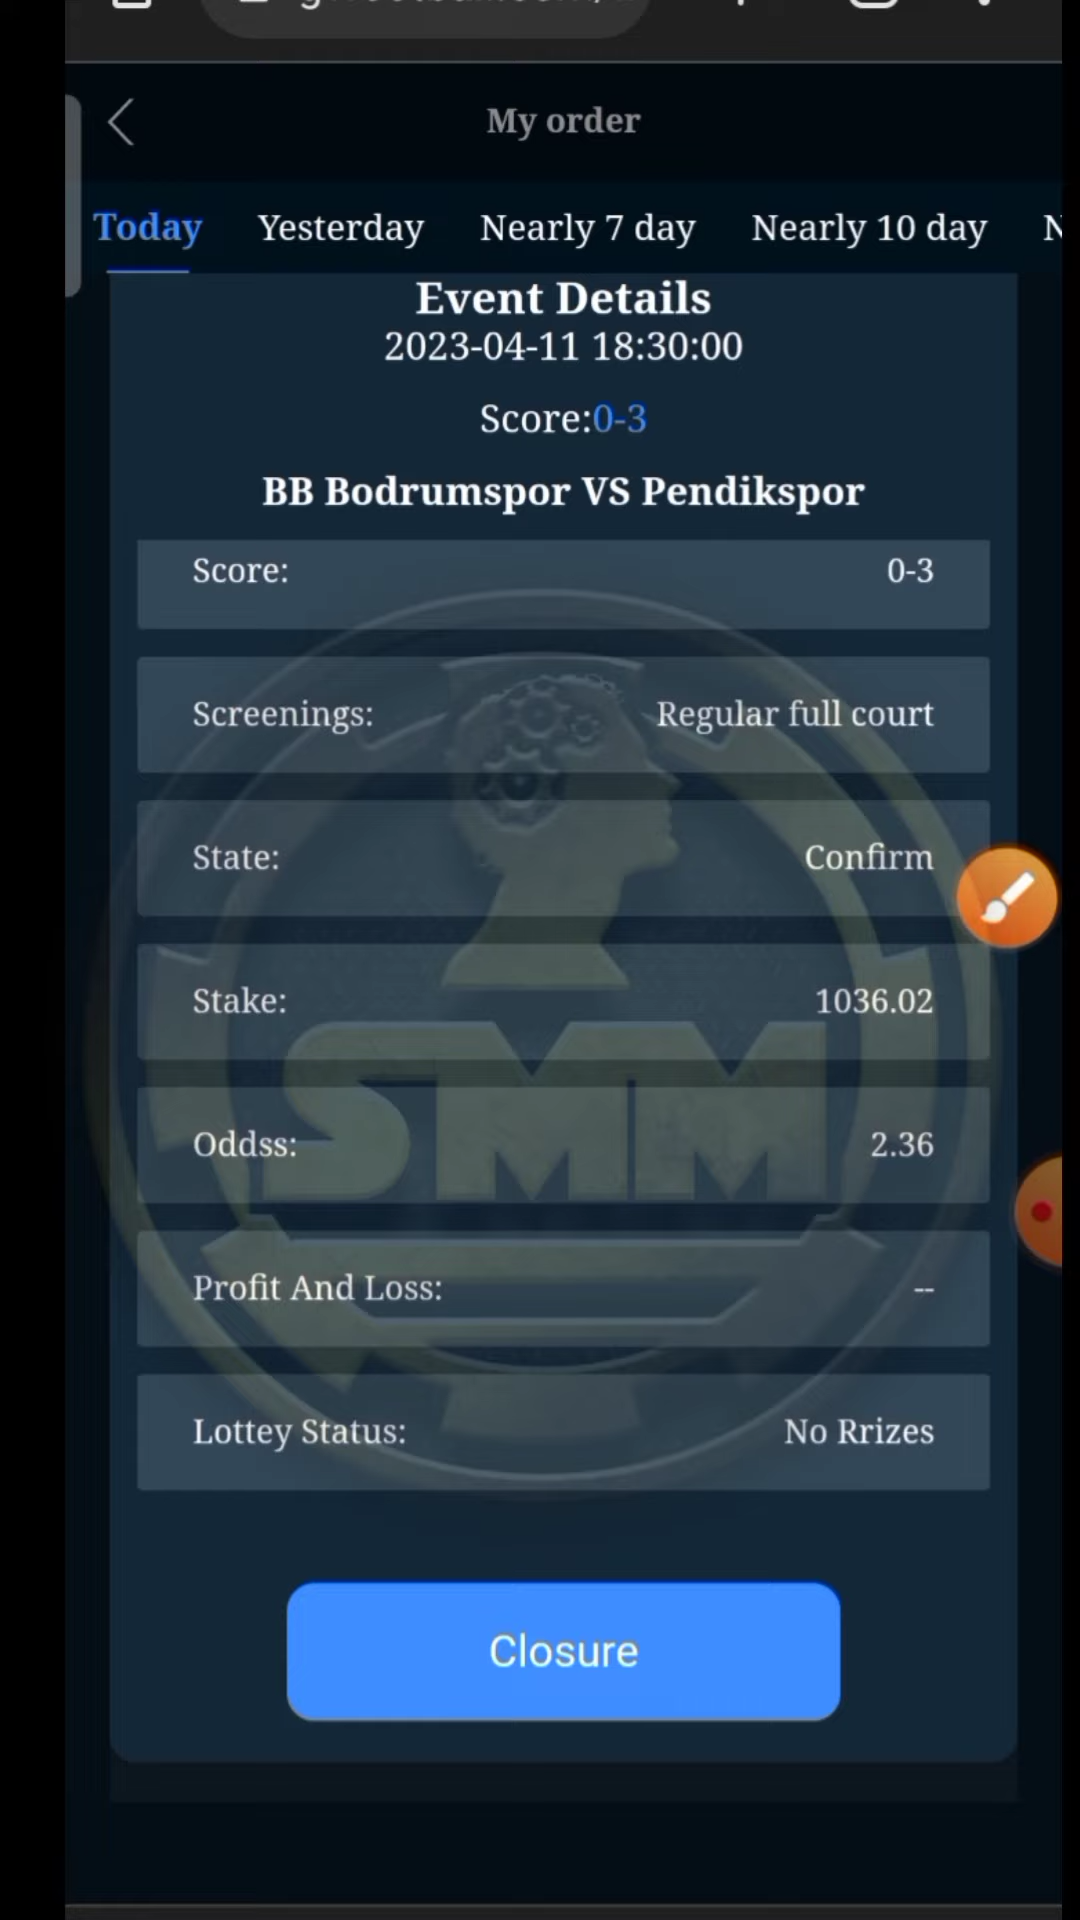 My order
Today Yesterday Nearly 7 day Nearly 10 day N
Event Details
2023-04-11 18:30:00
Score:0-3
BB Bodrumspor VS Pendikspor
Score: 0-3
Screenings: Regular full court
State: Confirm
Stake: 1036.02
Oddss: 2.36
Profit And Loss: --
Lottey Status: No Rrizes
SMM
Closure